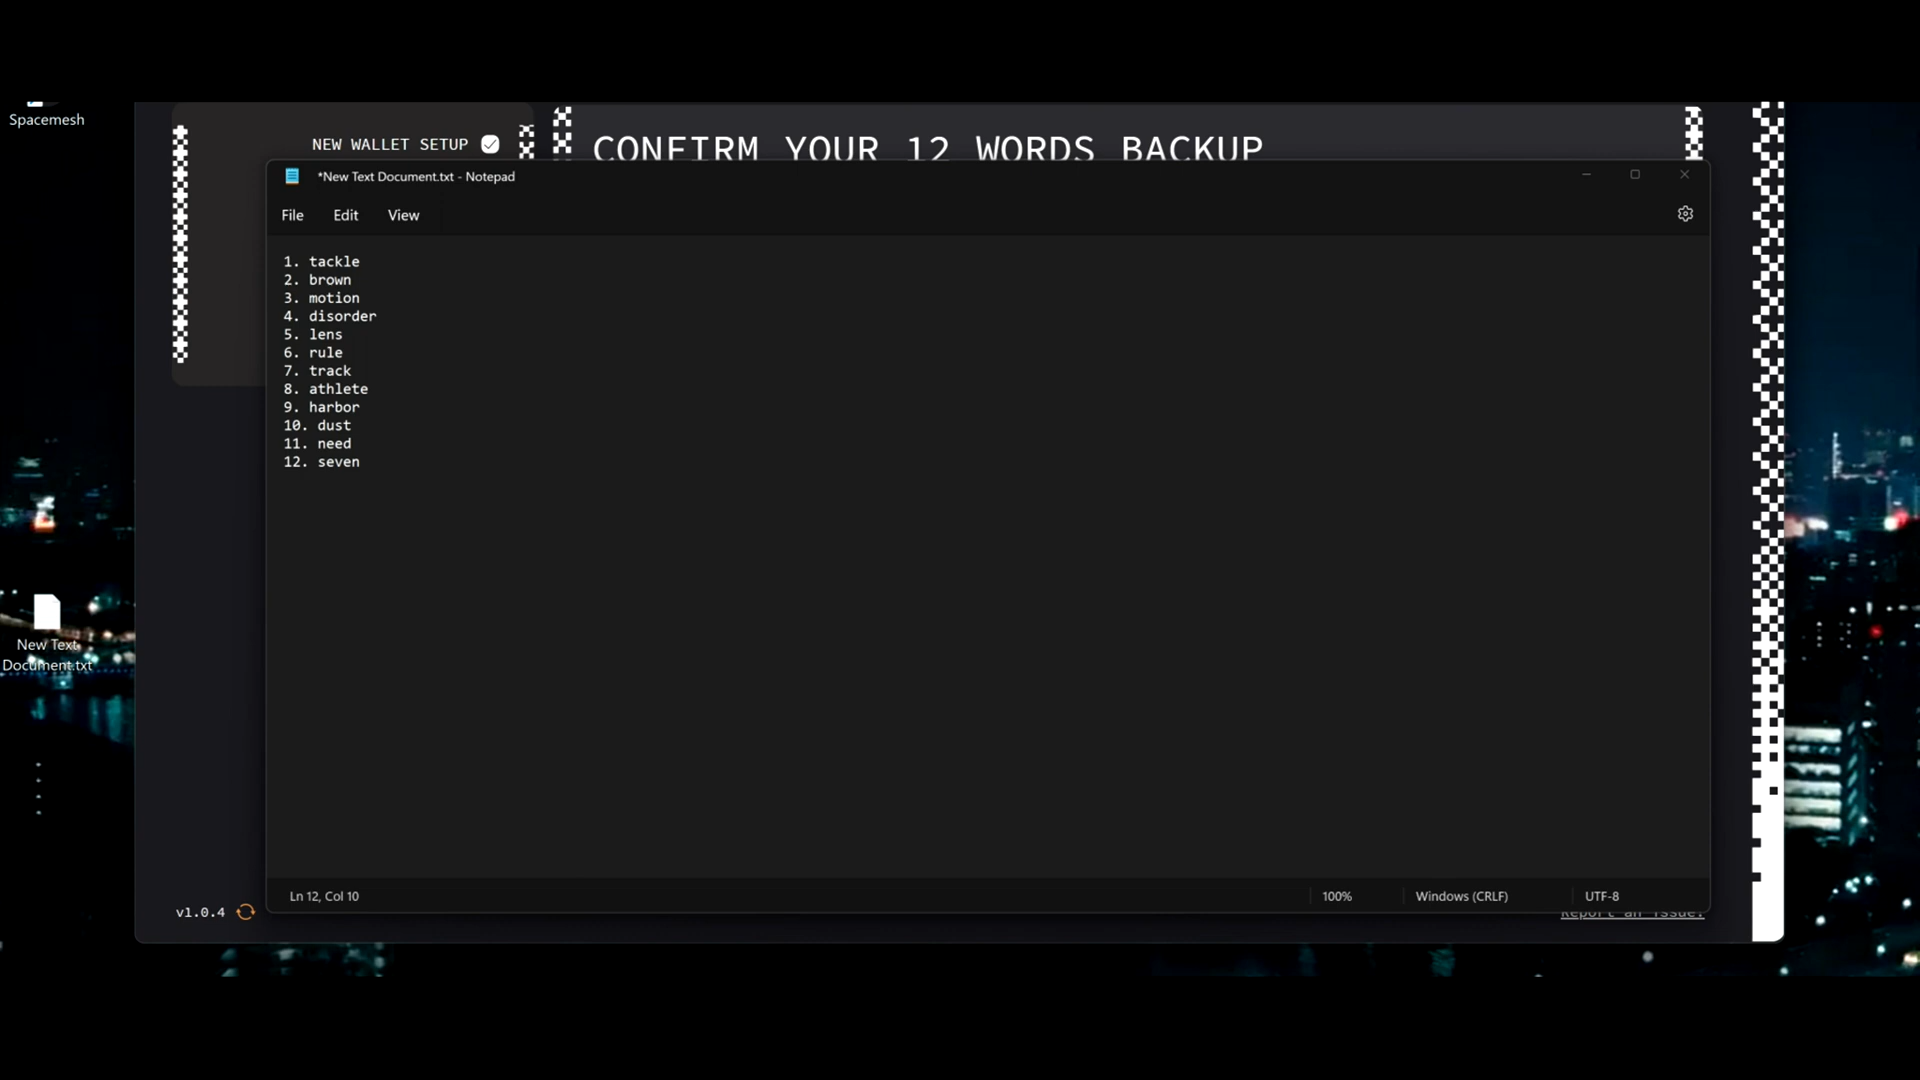 Spacemesh
NEW WALLET SETUP
CONFIRM YOUR 12 WORDS BACKUP
*New Text Document.txt - Notepad
File Edit View
1. tackle
2. brown
3. motion
4. disorder
5. lens
6. rule
7. track
8. athlete
9. harbor
10. dust
11. need
12. seven
New Text
Document.txt
Ln 12, Col 10 100% Windows (CRLF) UTF-8
v1.0.4 Report an issue.